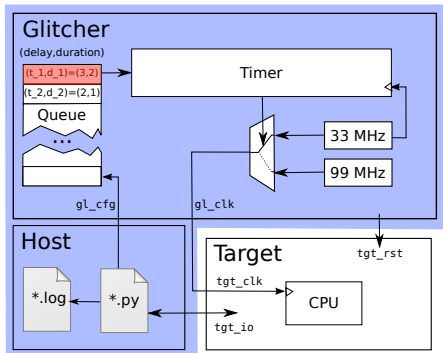 Glitcher
(delay,duration)
(t_1,d_1)=(3,2)
(t_2,d_2)=(2,1)
Queue
...
Timer
33 MHz
99 MHz
gl_cfg
gl_clk
tgt_rst
Host
*.log
*.py
Target
tgt_clk
CPU
tgt_io